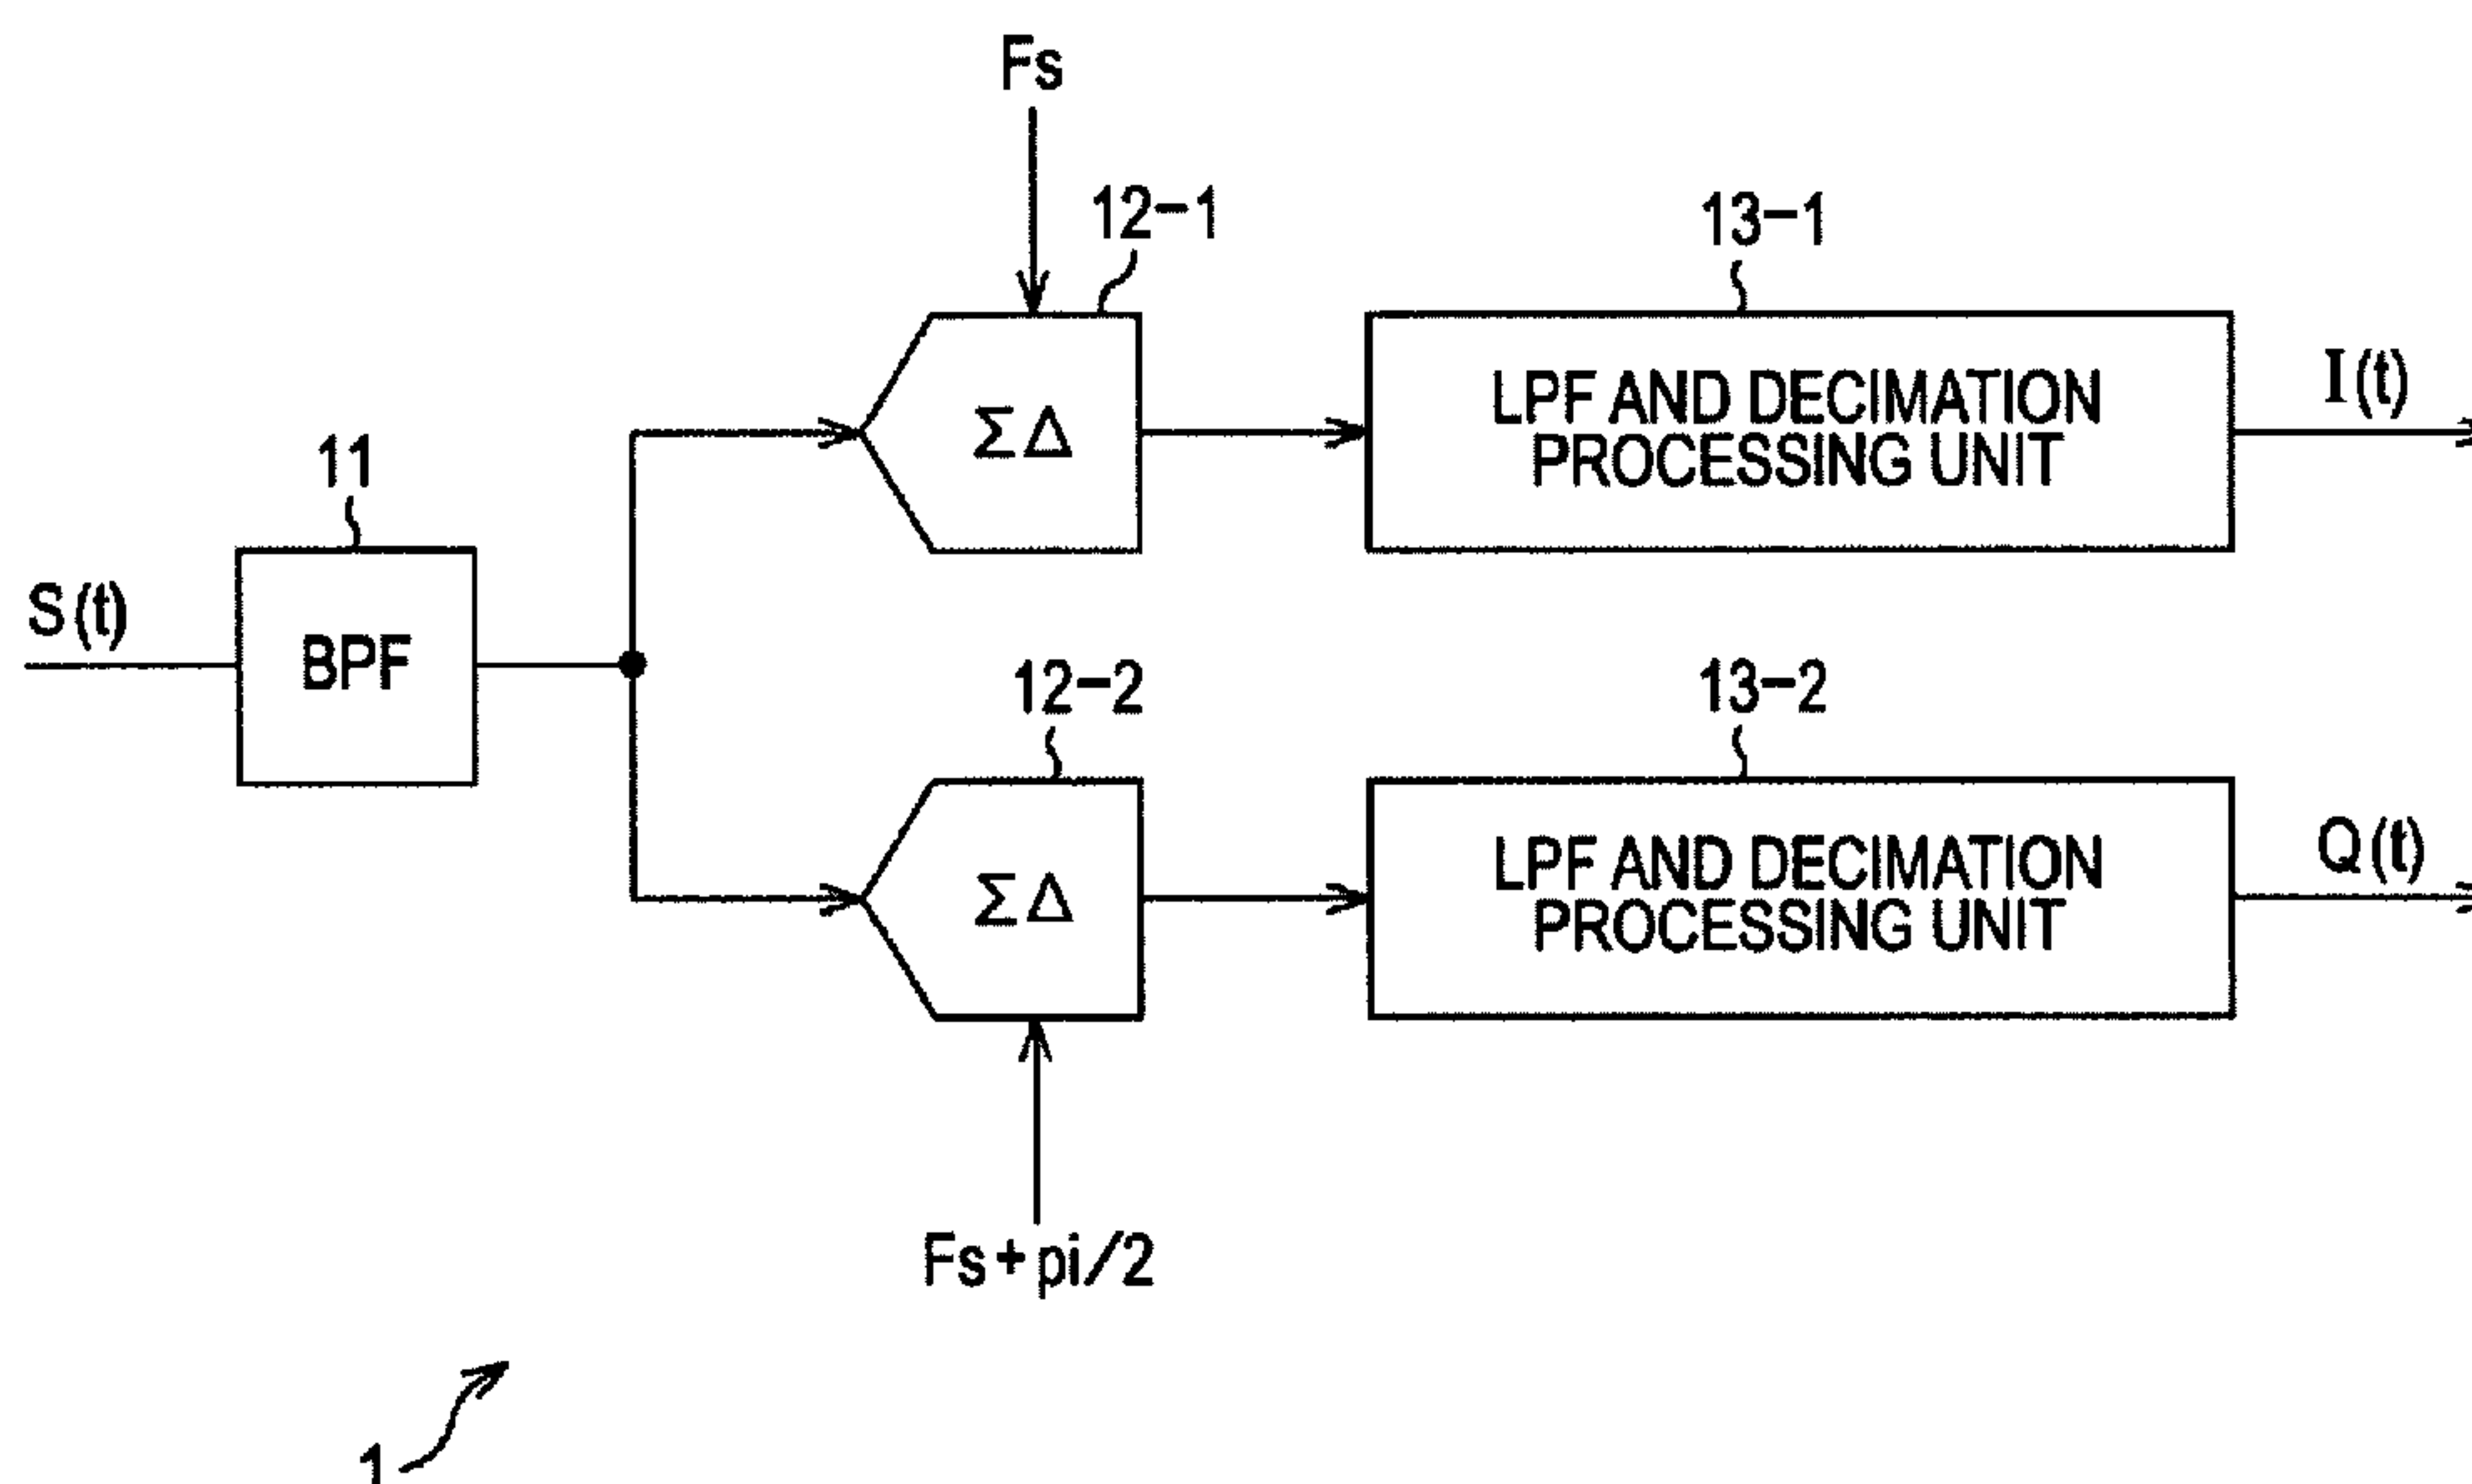 Fs
12-1
13-1
ΣΔ
LPF AND DECIMATION
PROCESSING UNIT
I(t)
11
S(t)
BPF
12-2
13-2
ΣΔ
LPF AND DECIMATION
PROCESSING UNIT
Q(t)
Fs+pi/2
1